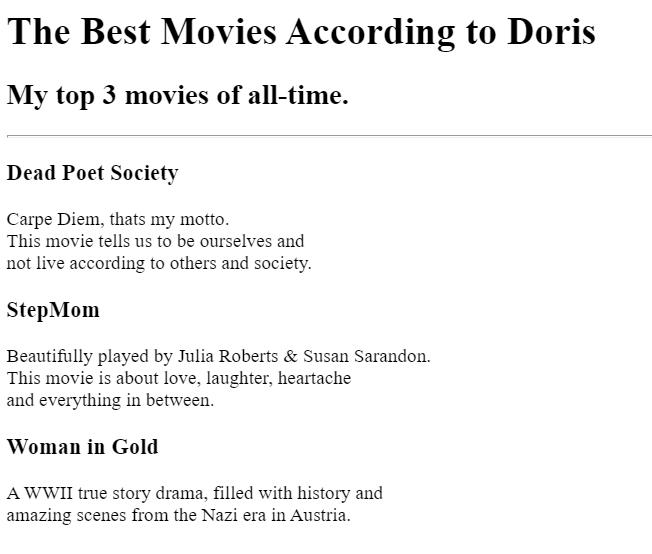 The Best Movies According to Doris
My top 3 movies of all-time.
Dead Poet Society
Carpe Diem, thats my motto.
This movie tells us to be ourselves and
not live according to others and society.
StepMom
Beautifully played by Julia Roberts & Susan Sarandon.
This movie is about love, laughter, heartache
and everything in between.
Woman in Gold
A WWII true story drama, filled with history and
amazing scenes from the Nazi era in Austria.